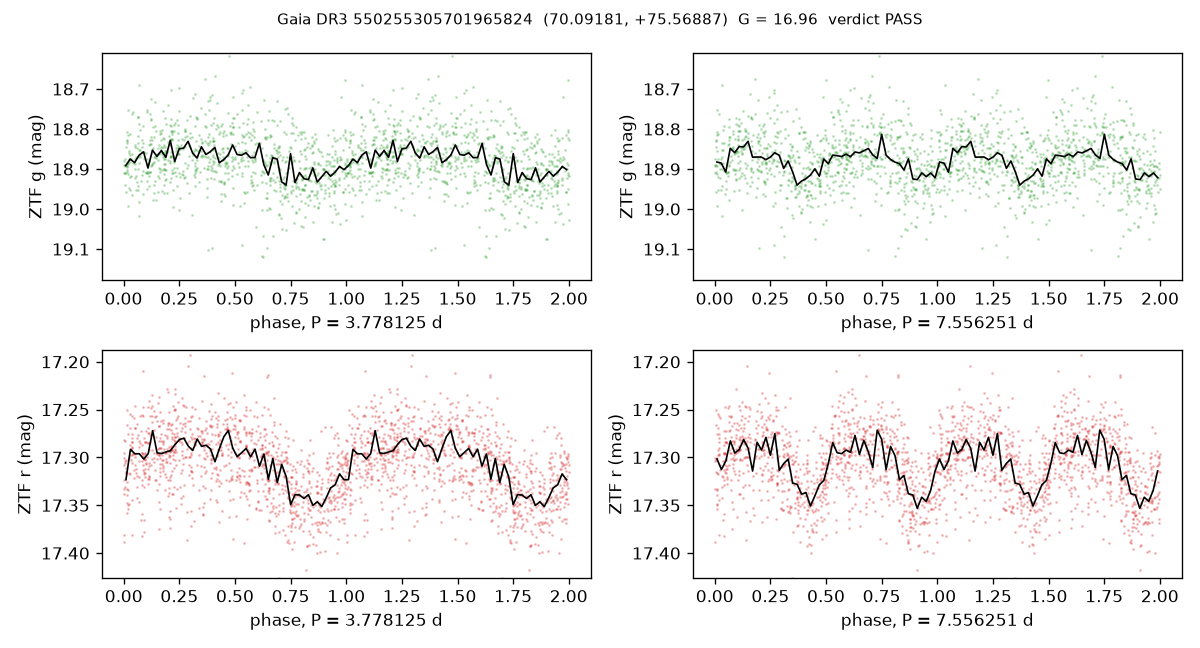 Gaia DR3 550255305701965824  (70.09181, +75.56887)  G = 16.96  verdict PASS
ZTF g (mag)
18.7
18.8
18.9
19.0
19.1
0.00 0.25 0.50 0.75 1.00 1.25 1.50 1.75 2.00
phase, P = 3.778125 d
ZTF g (mag)
18.7
18.8
18.9
19.0
19.1
0.00 0.25 0.50 0.75 1.00 1.25 1.50 1.75 2.00
phase, P = 7.556251 d
ZTF r (mag)
17.20
17.25
17.30
17.35
17.40
0.00 0.25 0.50 0.75 1.00 1.25 1.50 1.75 2.00
phase, P = 3.778125 d
ZTF r (mag)
17.20
17.25
17.30
17.35
17.40
0.00 0.25 0.50 0.75 1.00 1.25 1.50 1.75 2.00
phase, P = 7.556251 d